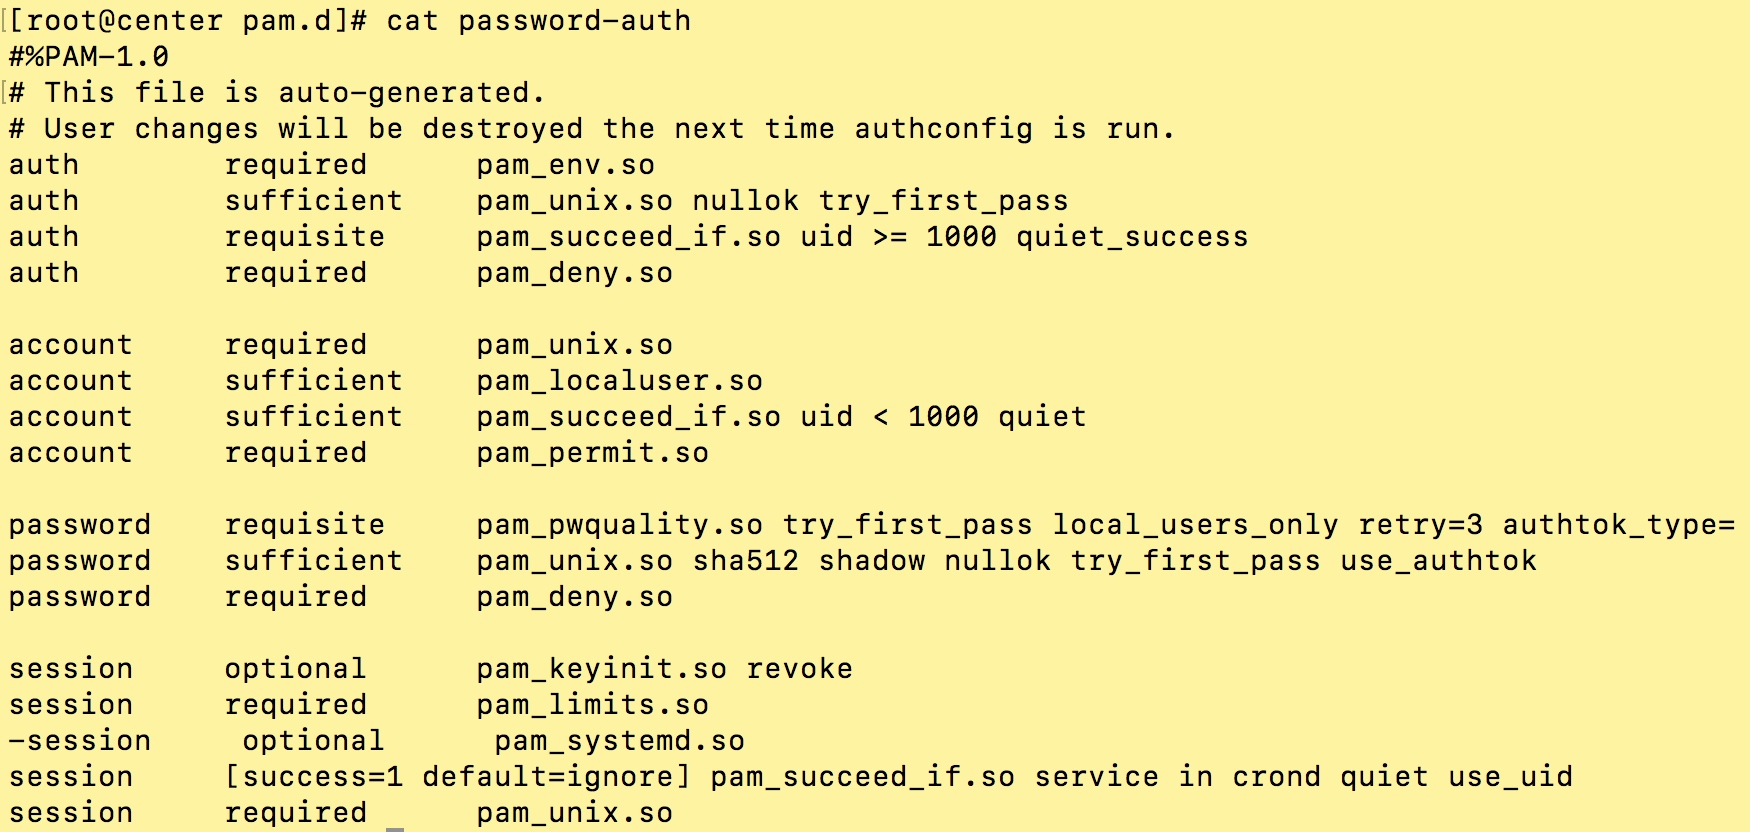 [[root@center pam.d]# cat password-auth
#%PAM-1.0
[# This file is auto-generated.
# User changes will be destroyed the next time authconfig is run.
auth        required      pam_env.so
auth        sufficient    pam_unix.so nullok try_first_pass
auth        requisite     pam_succeed_if.so uid >= 1000 quiet_success
auth        required      pam_deny.so

account     required      pam_unix.so
account     sufficient    pam_localuser.so
account     sufficient    pam_succeed_if.so uid < 1000 quiet
account     required      pam_permit.so

password    requisite     pam_pwquality.so try_first_pass local_users_only retry=3 authtok_type=
password    sufficient    pam_unix.so sha512 shadow nullok try_first_pass use_authtok
password    required      pam_deny.so

session     optional      pam_keyinit.so revoke
session     required      pam_limits.so
-session     optional      pam_systemd.so
session     [success=1 default=ignore] pam_succeed_if.so service in crond quiet use_uid
session     required      pam_unix.so